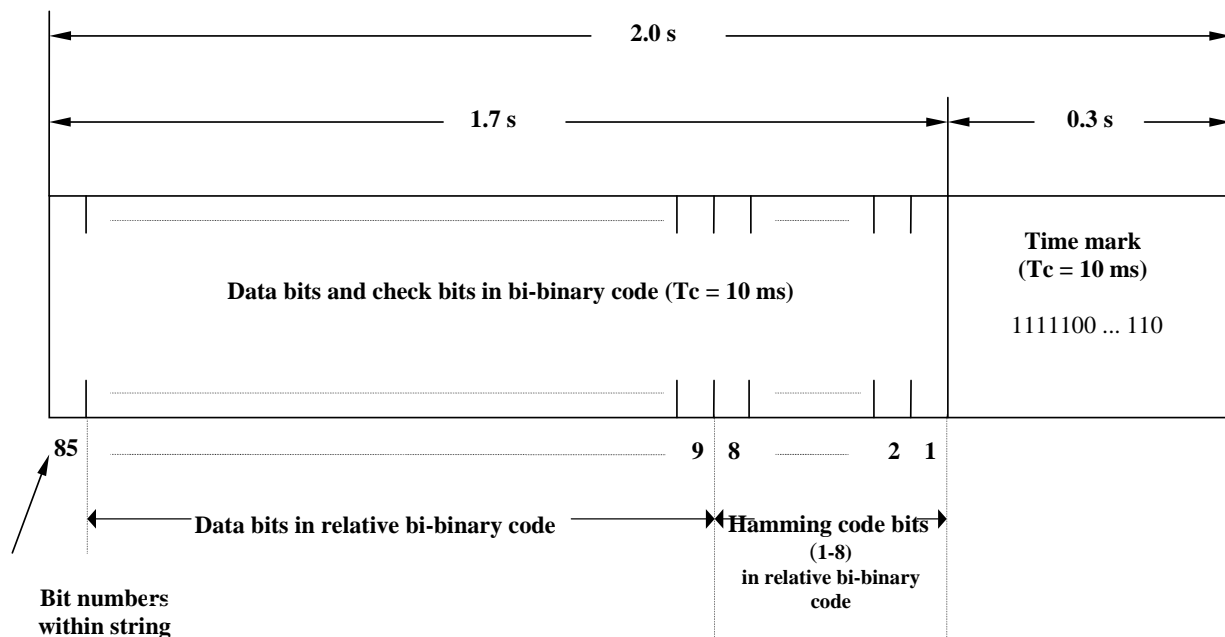 2.0 s
1.7 s
0.3 s
Time mark
(Tc = 10 ms)
Data bits and check bits in bi-binary code (Tc = 10 ms)
1111100 ... 110
85
9
8
2
1
Data bits in relative bi-binary code
Hamming code bits
(1-8)
in relative bi-binary
code
Bit numbers
within string